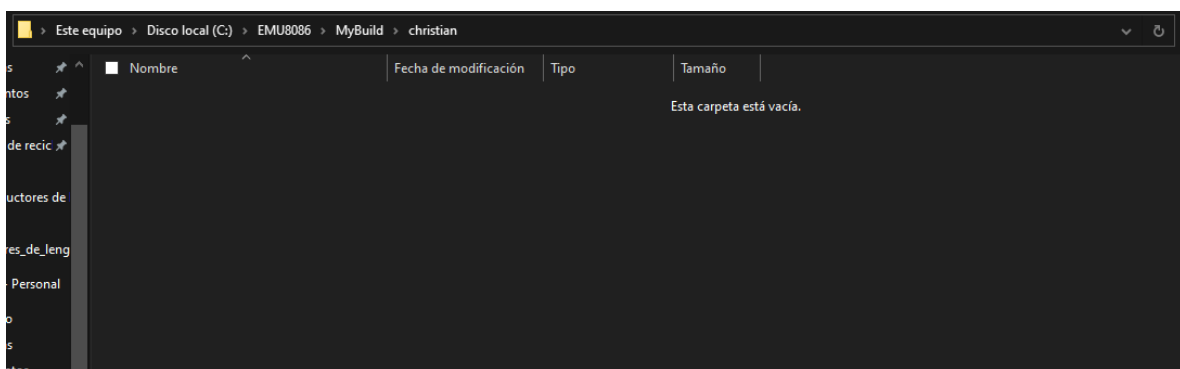 Este equipo > Disco local (C:) > EMU8086 > MyBuild > christian
Nombre Fecha de modificación Tipo Tamaño
Esta carpeta está vacía.
de recic
uctores de
res_de_leng
- Personal